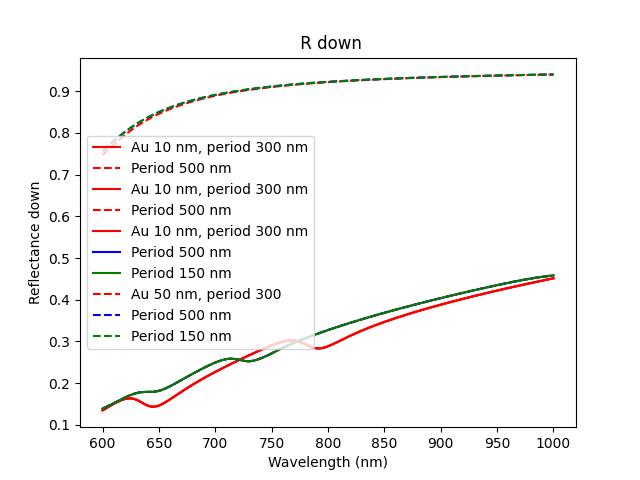 R down
Reflectance down
0.9
0.8
0.7
0.6
0.5
0.4
0.3
0.2
0.1
Au 10 nm, period 300 nm
Period 500 nm
Au 10 nm, period 300 nm
Period 500 nm
Au 10 nm, period 300 nm
Period 500 nm
Period 150 nm
Au 50 nm, period 300
Period 500 nm
Period 150 nm
600 650 700 750 800 850 900 950 1000
Wavelength (nm)